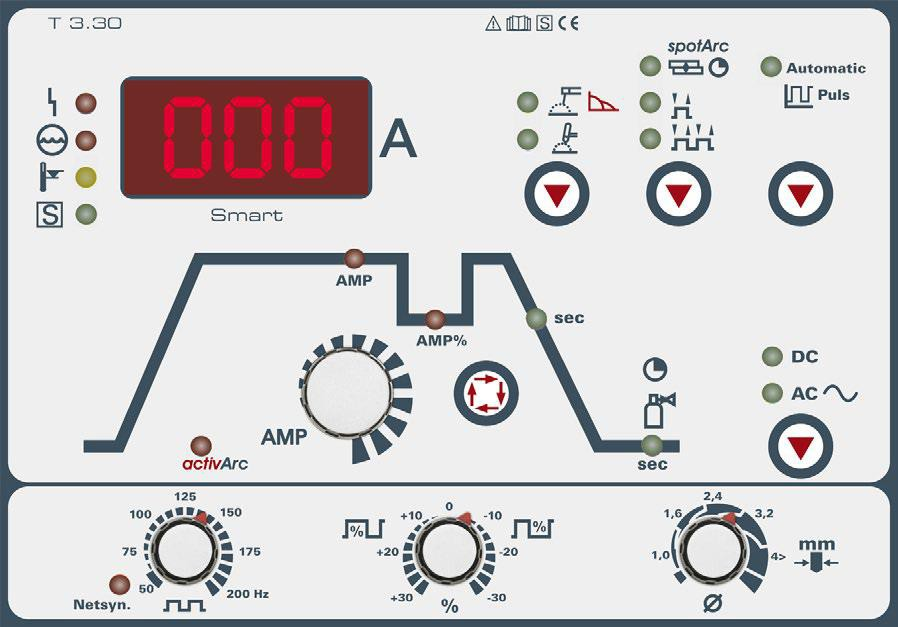 T 3.30
S CE
spotArc
Automatic
Puls
000 A
S
Smart
AMP
AMP%
sec
AMP
activArc
sec
DC
AC
125
100 150
75 175
50 200 Hz
Netsyn.
0
+10 -10
% %
+20 -20
+30 -30
%
2,4
1,6 3,2
1,0 4>
mm
Ø